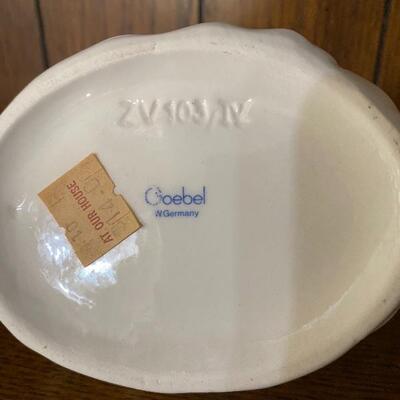 ZV 103/IV
Goebel
W.Germany
AT OUR HOUSE